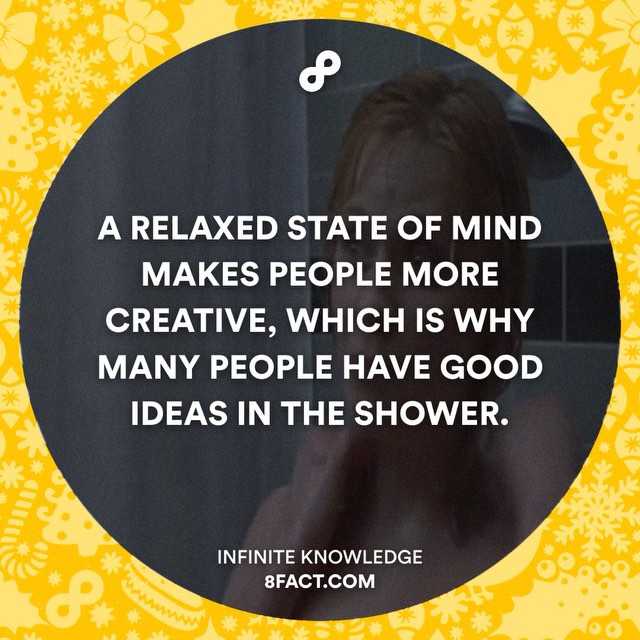 A RELAXED STATE OF MIND
MAKES PEOPLE MORE
CREATIVE, WHICH IS WHY
MANY PEOPLE HAVE GOOD
IDEAS IN THE SHOWER.
INFINITE KNOWLEDGE
8FACT.COM